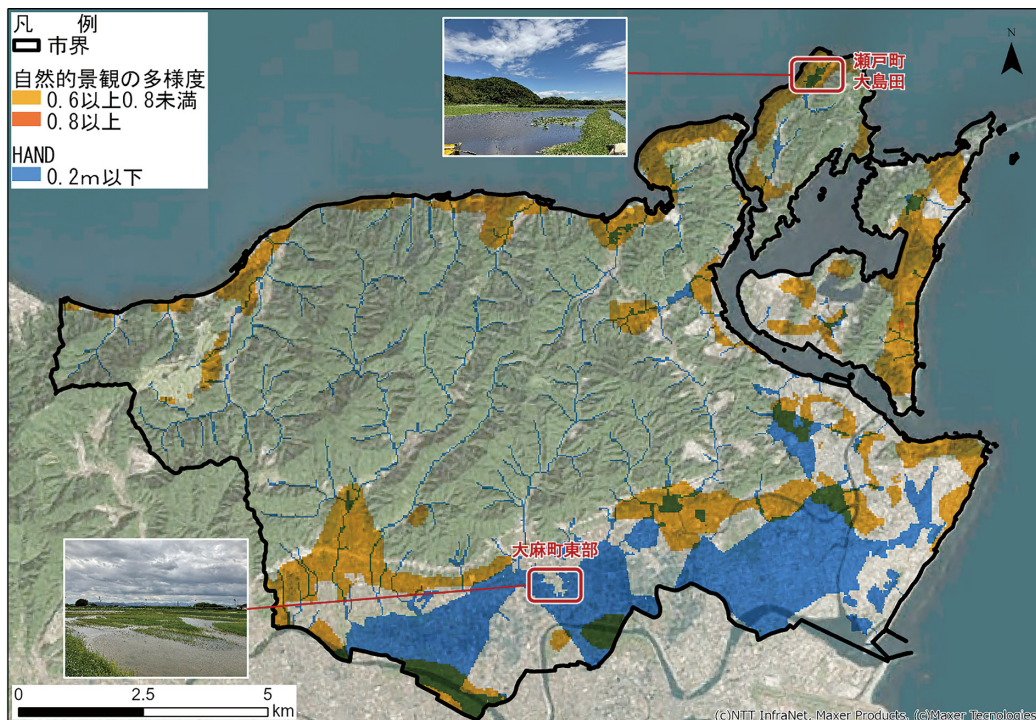 凡 例
市界
自然的景観の多様度
0.6以上0.8未満
0.8以上
HAND
0.2m以下
N
瀬戸町
大島田
大麻町東部
0 2.5 5
km
(c)NTT InfraNet, Maxer Products, (c)Maxer Tecnologies